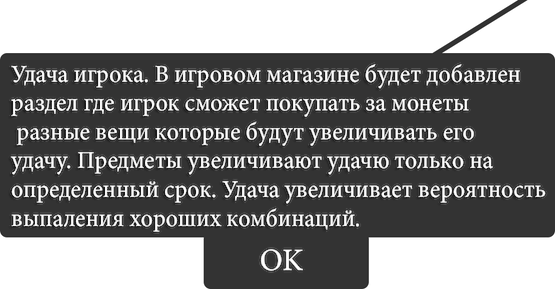 Удача игрока. В игровом магазине будет добавлен
раздел где игрок сможет покупать за монеты
разные вещи которые будут увеличивать его
удачу. Предметы увеличивают удачю только на
определенный срок. Удача увеличивает вероятность
выпаления хороших комбинаций.
OK